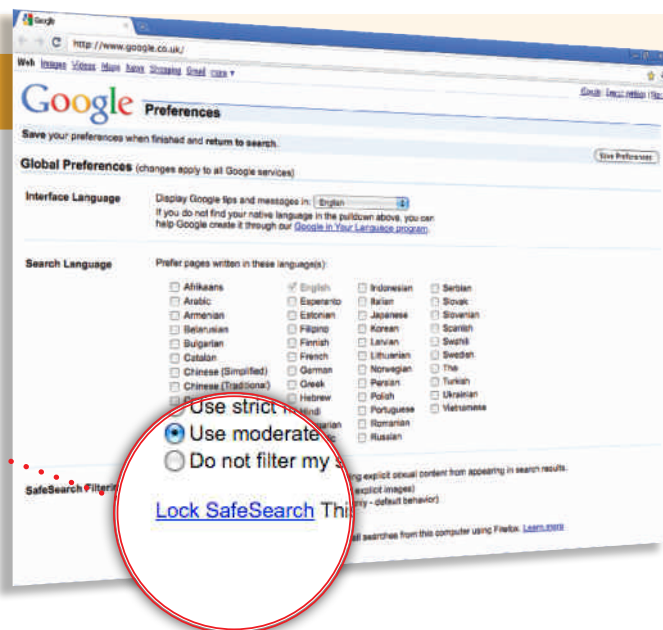 Google
http://www.google.co.uk/
Web Images Videos Maps News Shopping Gmail more ▼
Google Preferences
Save your preferences when finished and return to search.
Save Preferences
Global Preferences (changes apply to all Google services)
Interface Language
Display Google tips and messages in: English
If you do not find your native language in the pulldown above, you can
help Google create it through our Google in Your Language program.
Search Language
Prefer pages written in these language(s):
Afrikaans English Indonesian Serbian
Arabic Esperanto Italian Slovak
Armenian Estonian Japanese Slovenian
Belarusian Filipino Korean Spanish
Bulgarian Finnish Latvian Swahili
Catalan French Lithuanian Swedish
Chinese (Simplified) German Norwegian Thai
Chinese (Traditional) Greek Persian Turkish
Hebrew Polish Ukrainian
Portuguese Vietnamese
Romanian
Russian
SafeSearch Filtering
Use strict
Use moderate
Do not filter my
Lock SafeSearch This
explicit sexual content from appearing in search results.
explicit images)
- default behavior)
all searches from this computer using Firefox. Learn more